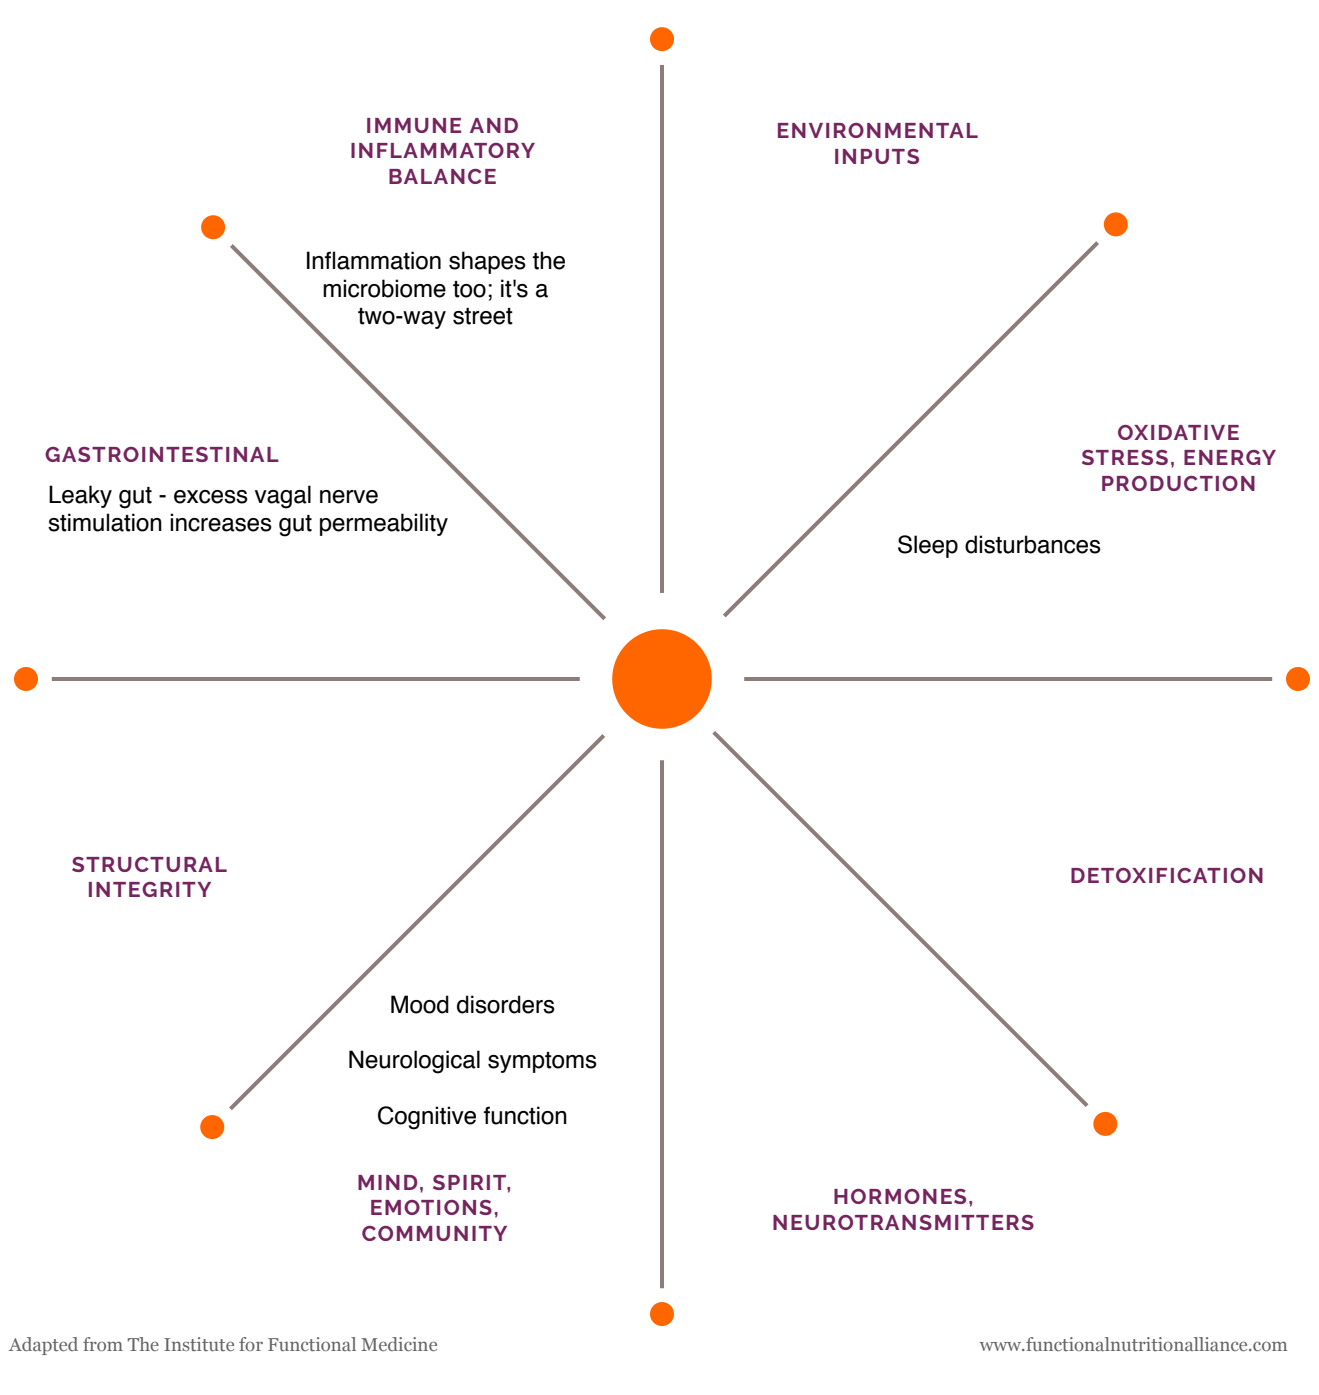 IMMUNE AND
INFLAMMATORY
BALANCE
ENVIRONMENTAL
INPUTS
Inflammation shapes the
microbiome too; it's a
two-way street
GASTROINTESTINAL
Leaky gut - excess vagal nerve
stimulation increases gut permeability
OXIDATIVE
STRESS, ENERGY
PRODUCTION
Sleep disturbances
STRUCTURAL
INTEGRITY
DETOXIFICATION
Mood disorders
Neurological symptoms
Cognitive function
MIND, SPIRIT,
EMOTIONS,
COMMUNITY
HORMONES,
NEUROTRANSMITTERS
Adapted from The Institute for Functional Medicine
www.functionalnutritionalliance.com